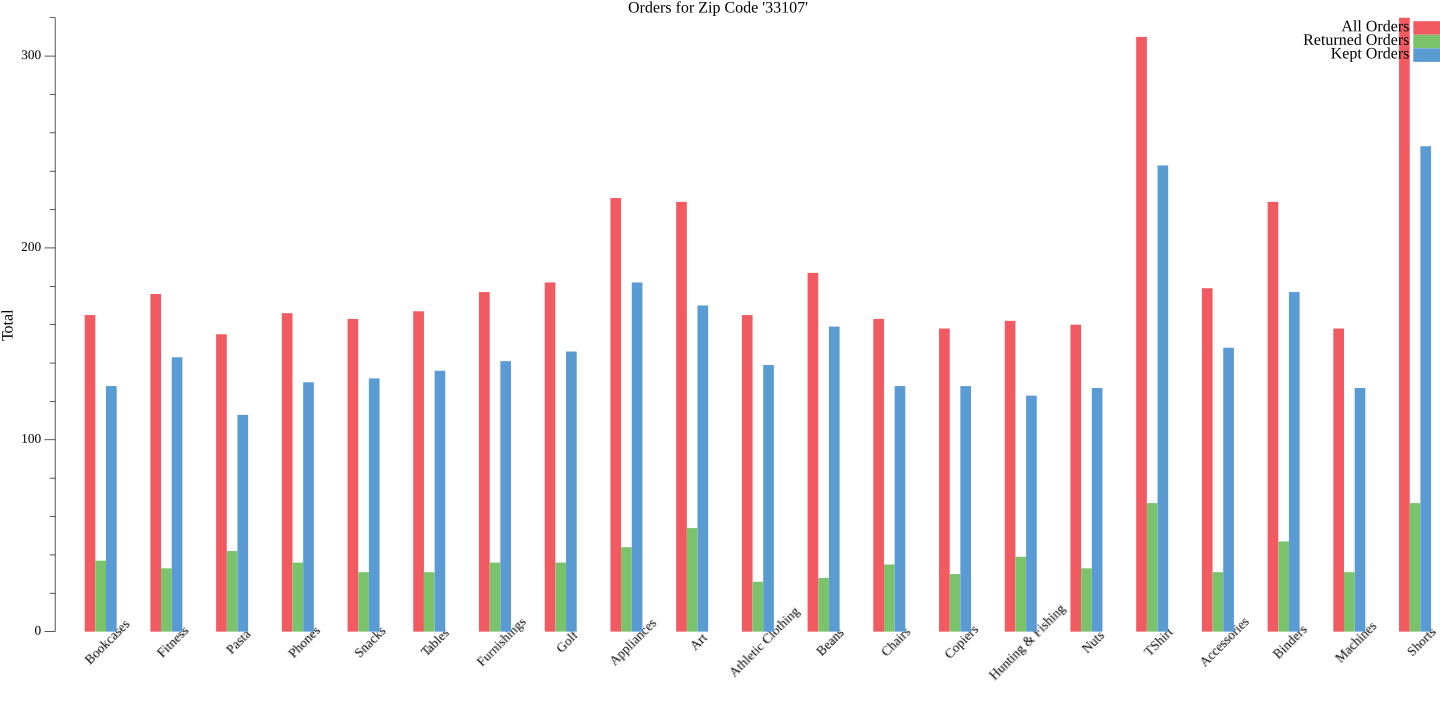 Orders for Zip Code '33107'
All Orders
Returned Orders
Kept Orders
Total
300
200
100
0
Bookcases
Fitness
Pasta
Phones
Snacks
Tables
Furnishings
Golf
Appliances
Art
Athletic Clothing
Beans
Chairs
Copiers
Hunting & Fishing
Nuts
TShirt
Accessories
Binders
Machines
Shorts